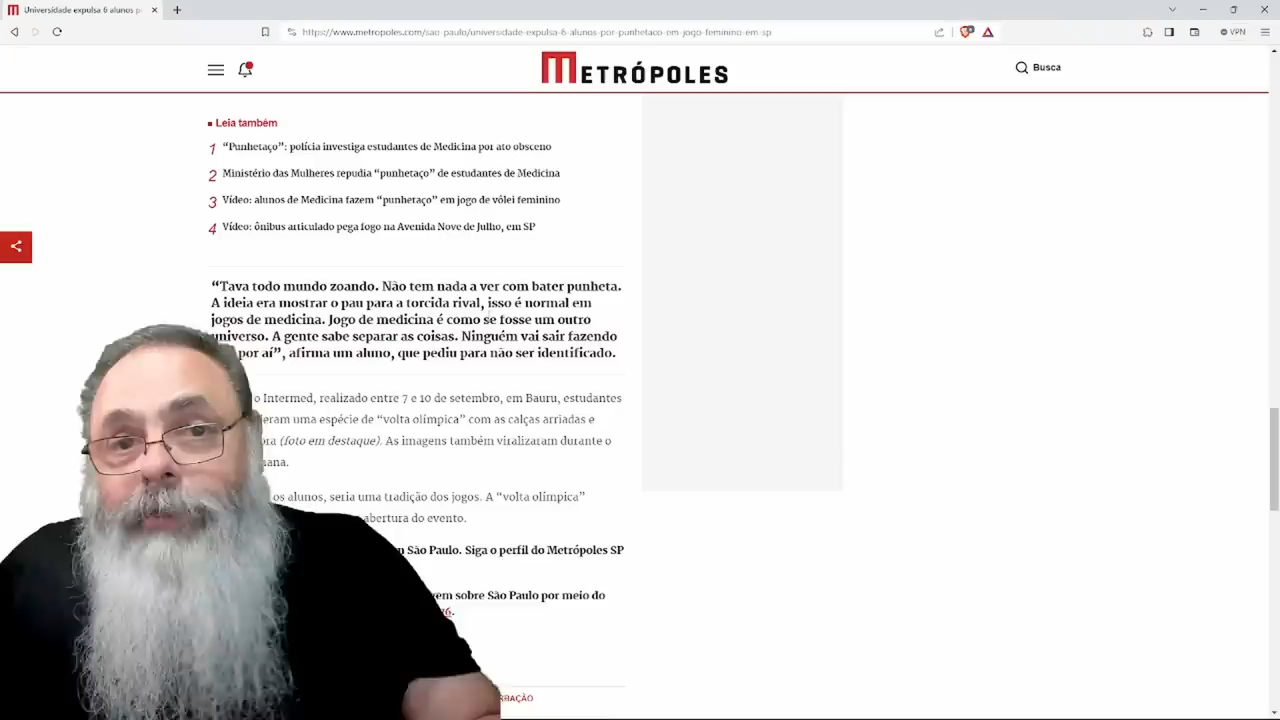 Universidade expulsa 6 alunos p
https://www.metropoles.com/sao-paulo/universidade-expulsa-6-alunos-por-punhetaco-em-jogo-feminino-em-sp
VPN
METRÓPOLES
Busca
Leia também
1 “Punhetaço”: polícia investiga estudantes de Medicina por ato obsceno
2 Ministério das Mulheres repudia “punhetaço” de estudantes de Medicina
3 Vídeo: alunos de Medicina fazem “punhetaço” em jogo de vôlei feminino
4 Vídeo: ônibus articulado pega fogo na Avenida Nove de Julho, em SP
“Tava todo mundo zoando. Não tem nada a ver com bater punheta.
A ideia era mostrar o pau para a torcida rival, isso é normal em
jogos de medicina. Jogo de medicina é como se fosse um outro
universo. A gente sabe separar as coisas. Ninguém vai sair fazendo
por aí”, afirma um aluno, que pediu para não ser identificado.
o Intermed, realizado entre 7 e 10 de setembro, em Bauru, estudantes
uma espécie de “volta olímpica” com as calças arriadas e
(foto em destaque). As imagens também viralizaram durante o
os alunos, seria uma tradição dos jogos. A “volta olímpica”
abertura do evento.
São Paulo. Siga o perfil do Metrópoles SP
sobre São Paulo por meio do